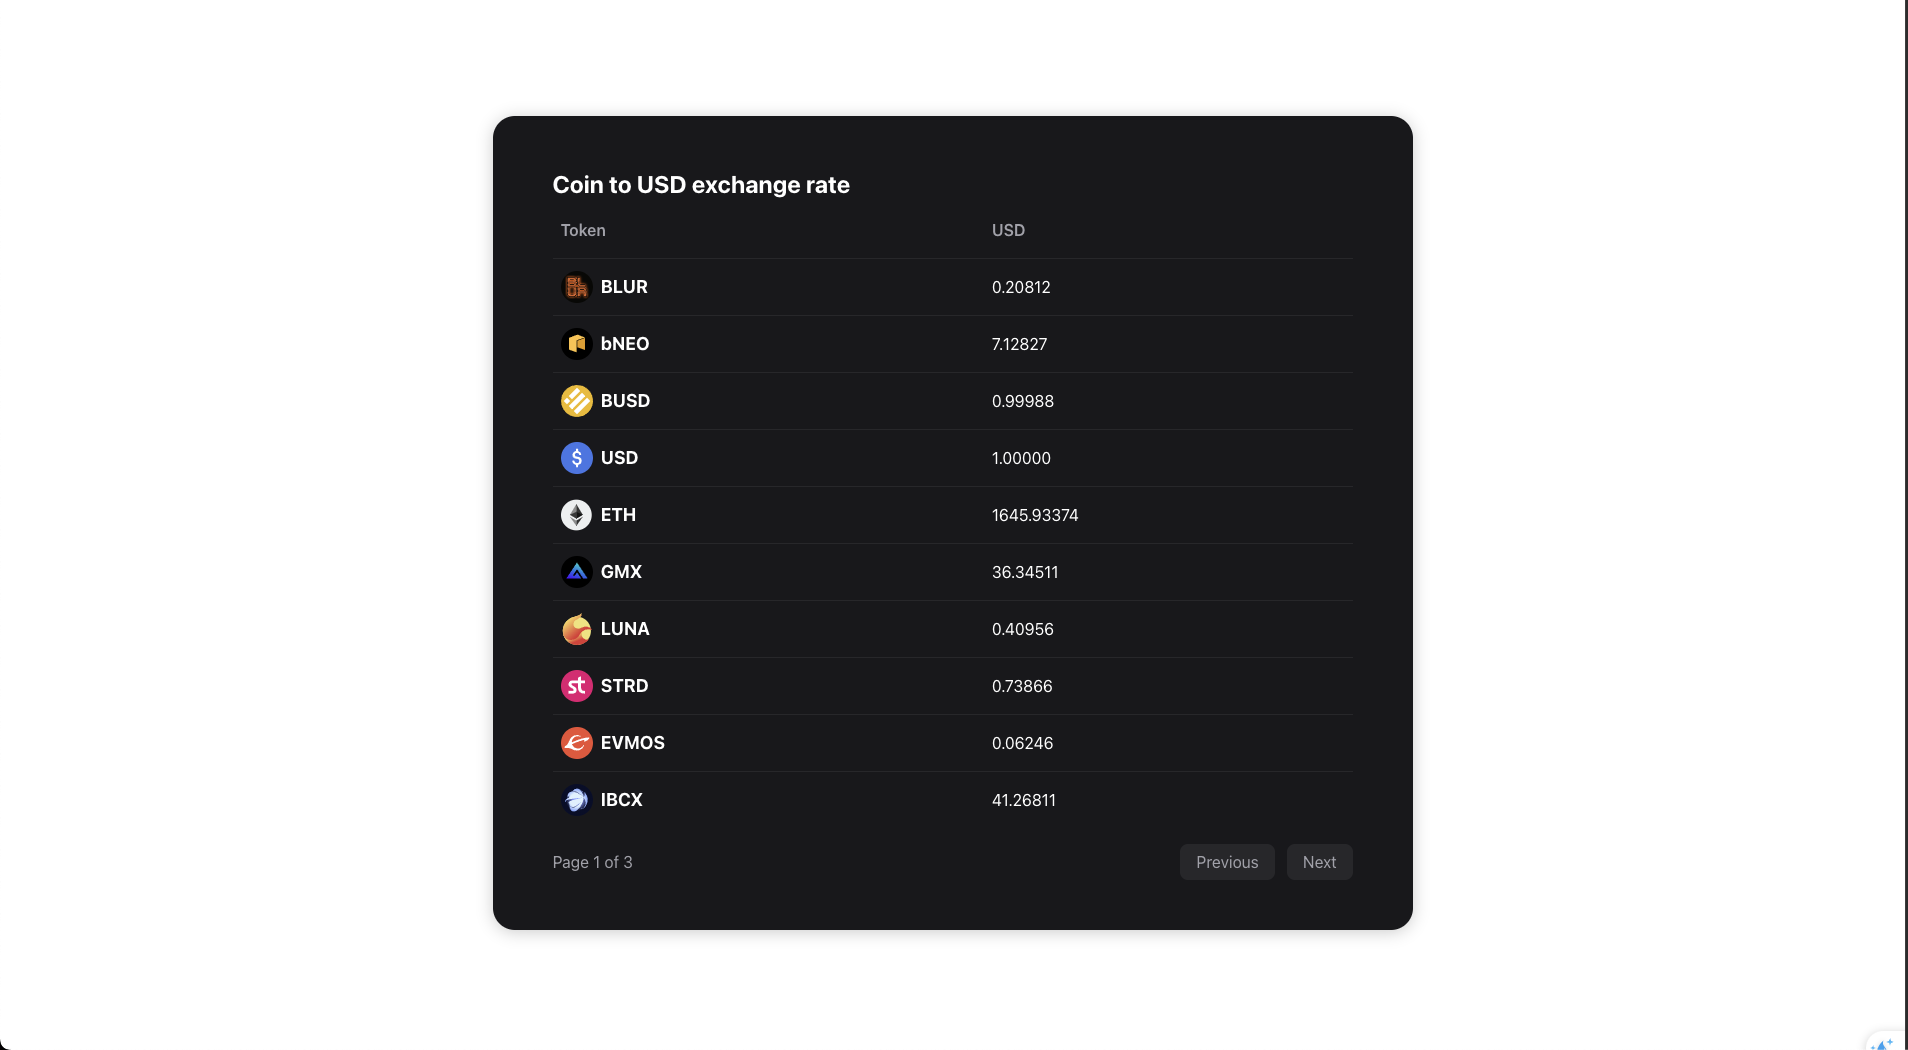 Coin to USD exchange rate
Token USD
BLUR 0.20812
bNEO 7.12827
BUSD 0.99988
$ USD 1.00000
ETH 1645.93374
GMX 36.34511
LUNA 0.40956
st STRD 0.73866
EVMOS 0.06246
IBCX 41.26811
Page 1 of 3 Previous Next